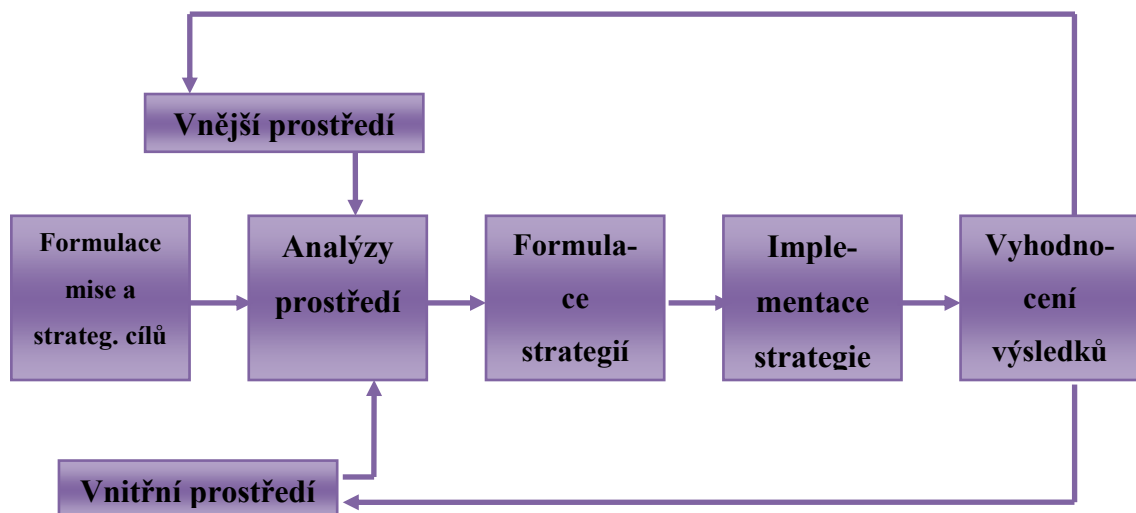 Vnější prostředí
Formulace
mise a
strateg. cílů
Analýzy
prostředí
Formula-
ce
strategií
Imple-
mentace
strategie
Vyhodno-
cení
výsledků
Vnitřní prostředí